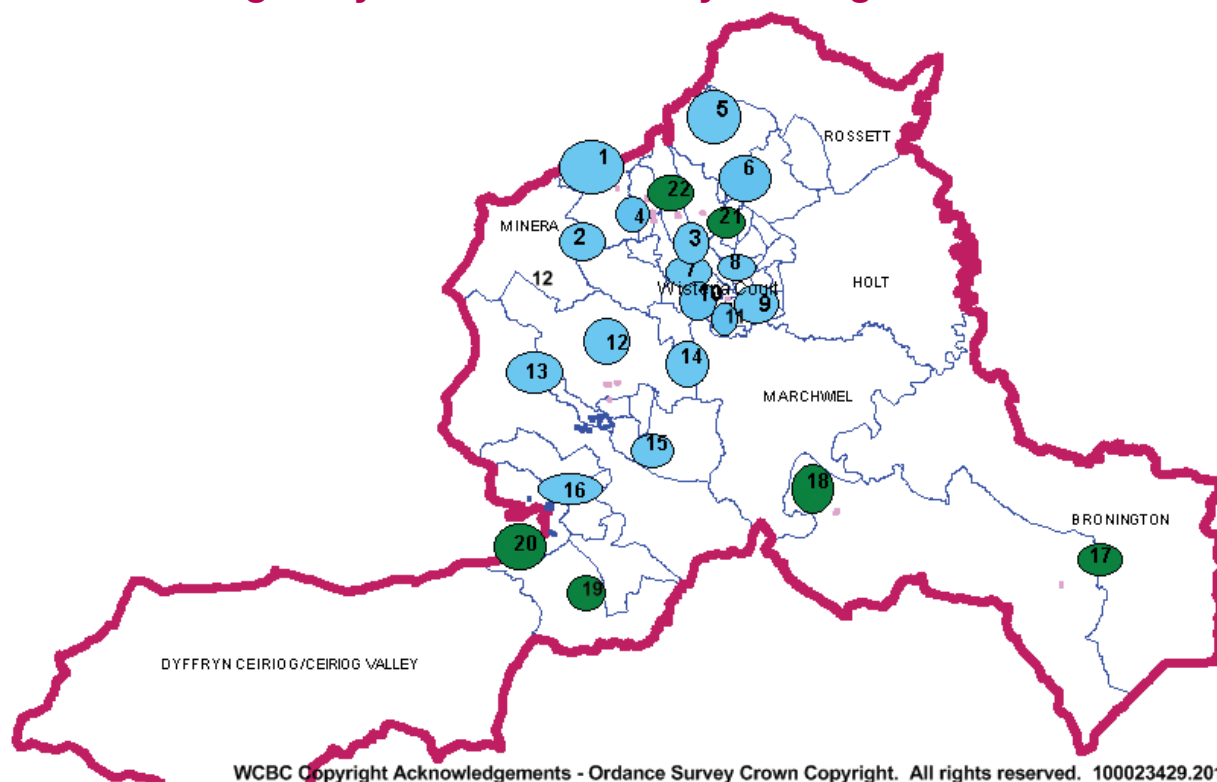 5
ROSSETT
1
6
22
4
21
MINERA
2
3
8
7
12
HOLT
Court
10
9
11
12
14
13
MARCHWIEL
15
18
16
BRONINGTON
20
17
19
DYFFRYN CEIRIOG/CEIRIOG VALLEY
WCBC Copyright Acknowledgements - Ordance Survey Crown Copyright. All rights reserved. 100023429.201